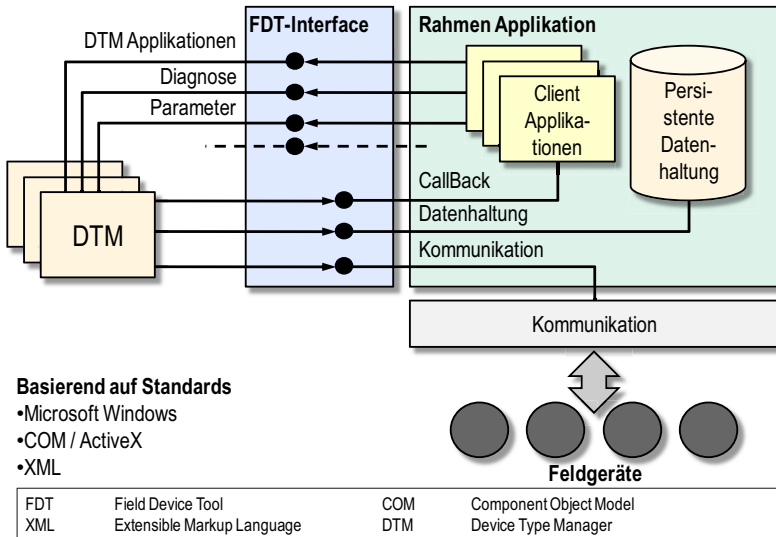 FDT-Interface
Rahmen Applikation
DTM Applikationen
Diagnose
Parameter
Client
Applika-
tionen
Persi-
stente
Daten-
haltung
CallBack
Datenhaltung
Kommunikation
DTM
Kommunikation
Basierend auf Standards
•Microsoft Windows
•COM / ActiveX
•XML
Feldgeräte
FDT Field Device Tool COM Component Object Model
XML Extensible Markup Language DTM Device Type Manager